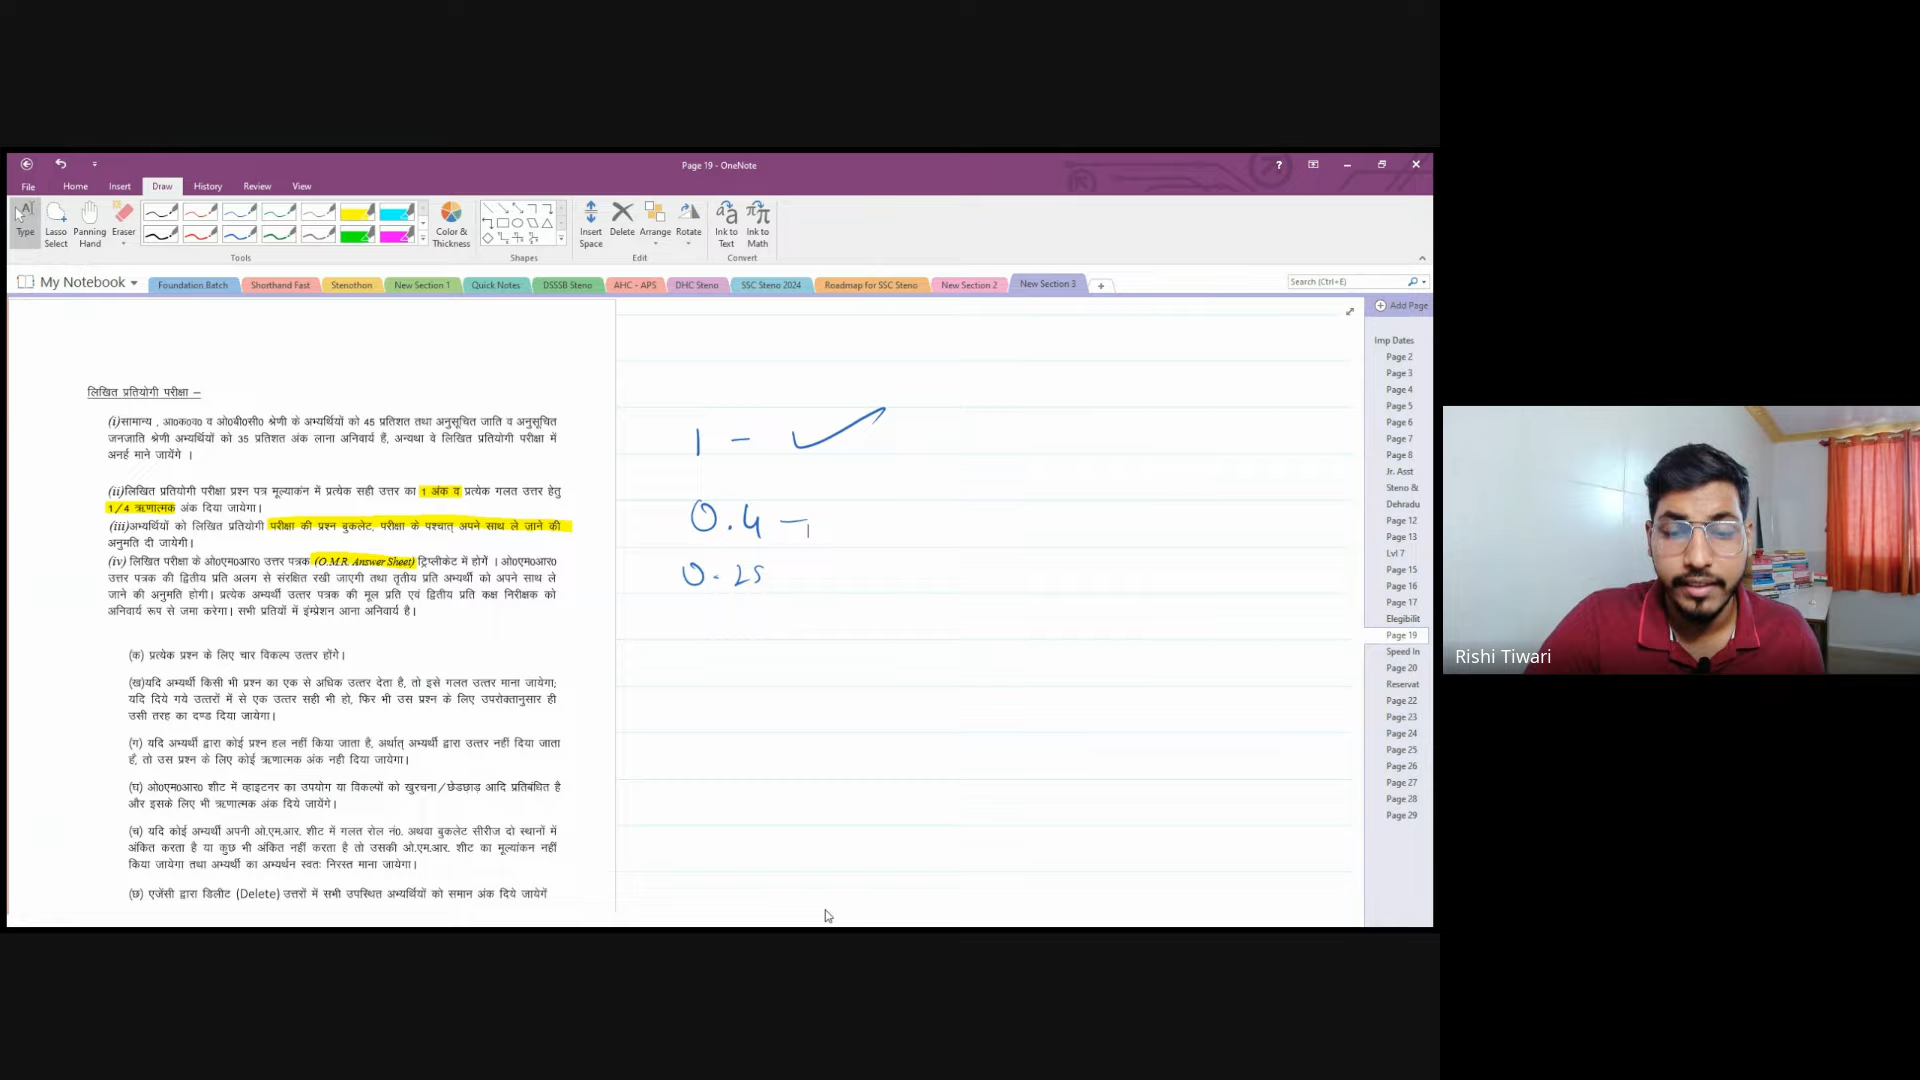 Page 19 - OneNote
?
File Home Insert Draw History Review View
Type
Lasso Select
Panning Hand
Eraser
Color & Thickness
Insert Space
Delete
Arrange
Rotate
Ink to Text
Ink to Math
Tools Shapes Edit Convert
My Notebook
Foundation Batch Shorthand Fast Stenothon New Section 1 Quick Notes DSSSB Steno AHC - APS DHC Steno SSC Steno 2024 Roadmap for SSC Steno New Section 2 New Section 3
Search (Ctrl+E)
लिखित प्रतियोगी परीक्षा –
(i)सामान्य , आ०क०व० व ओ०बी०सी० श्रेणी के अभ्यर्थियों को 45 प्रतिशत तथा अनुसूचित जाति व अनुसूचित
जनजाति श्रेणी अभ्यर्थियों को 35 प्रतिशत अंक लाना अनिवार्य हैं, अन्यथा वे लिखित प्रतियोगी परीक्षा में
अनर्ह माने जायेंगे ।
(ii)लिखित प्रतियोगी परीक्षा प्रश्न पत्र मूल्याकंन में प्रत्येक सही उत्तर का 1 अंक व प्रत्येक गलत उत्तर हेतु
1/4 ऋणात्मक अंक दिया जायेगा।
(iii)अभ्यर्थियों को लिखित प्रतियोगी परीक्षा की प्रश्न बुकलेट, परीक्षा के पश्चात् अपने साथ ले जाने की
अनुमति दी जायेगी।
(iv) लिखित परीक्षा के ओ०एम०आर० उत्तर पत्रक (O.M.R. Answer Sheet) ट्रिप्लीकेट में होगें । ओ०एम०आर०
उत्तर पत्रक की द्वितीय प्रति अलग से संरक्षित रखी जाएगी तथा तृतीय प्रति अभ्यर्थी को अपने साथ ले
जाने की अनुमति होगी। प्रत्येक अभ्यर्थी उत्तर पत्रक की मूल प्रति एवं द्वितीय प्रति कक्ष निरीक्षक को
अनिवार्य रूप से जमा करेगा। सभी प्रतियों में इंम्प्रेशन आना अनिवार्य है।
(क) प्रत्येक प्रश्न के लिए चार विकल्प उत्तर होंगे।
(ख)यदि अभ्यर्थी किसी भी प्रश्न का एक से अधिक उत्तर देता है, तो इसे गलत उत्तर माना जायेगा;
यदि दिये गये उत्तरों में से एक उत्तर सही भी हो, फिर भी उस प्रश्न के लिए उपरोक्तानुसार ही
उसी तरह का दण्ड दिया जायेगा।
(ग) यदि अभ्यर्थी द्वारा कोई प्रश्न हल नहीं किया जाता है, अर्थात् अभ्यर्थी द्वारा उत्तर नहीं दिया जाता
हैं, तो उस प्रश्न के लिए कोई ऋणात्मक अंक नही दिया जायेगा।
(घ) ओ०एम०आर० शीट में व्हाइटनर का उपयोग या विकल्पों को खुरचना/छेडछाड़ आदि प्रतिबंधित है
और इसके लिए भी ऋणात्मक अंक दिये जायेंगे।
(च) यदि कोई अभ्यर्थी अपनी ओ.एम.आर. शीट में गलत रोल नं०. अथवा बुकलेट सीरीज दो स्थानों में
अंकित करता है या कुछ भी अंकित नहीं करता है तो उसकी ओ.एम.आर. शीट का मूल्यांकन नहीं
किया जायेगा तथा अभ्यर्थी का अभ्यर्थन स्वतः निरस्त माना जायेगा।
(छ) एजेंसी द्वारा डिलीट (Delete) उत्तरों में सभी उपस्थित अभ्यर्थियों को समान अंक दिये जायेगें
1 - ✓
0.4 -
0.25
Add Page
Imp Dates
Page 2
Page 3
Page 4
Page 5
Page 6
Page 7
Page 8
Jr. Asst
Steno &
Dehradu
Page 12
Page 13
Lvl 7
Page 15
Page 16
Page 17
Elegibilit
Page 19
Speed In
Page 20
Reservat
Page 22
Page 23
Page 24
Page 25
Page 26
Page 27
Page 28
Page 29
Rishi Tiwari